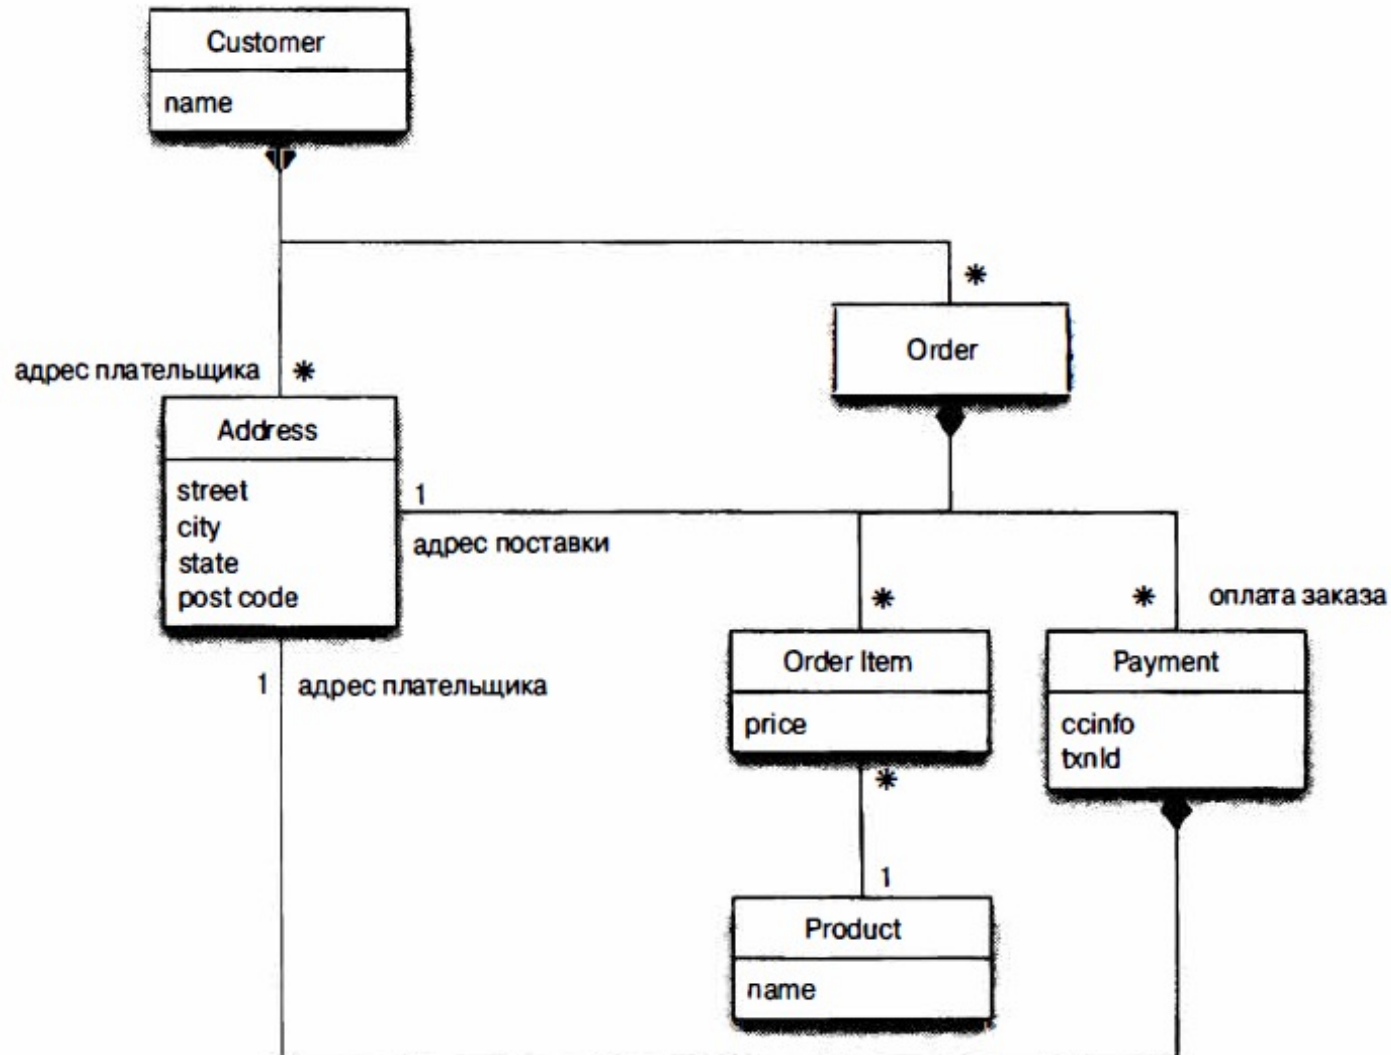 Customer
name
*
Order
адрес плательщика *
Address
street
city
state
post code
1
адрес поставки
*
* оплата заказа
Order Item
price
Payment
ccinfo
txnId
1 адрес плательщика
*
1
Product
name